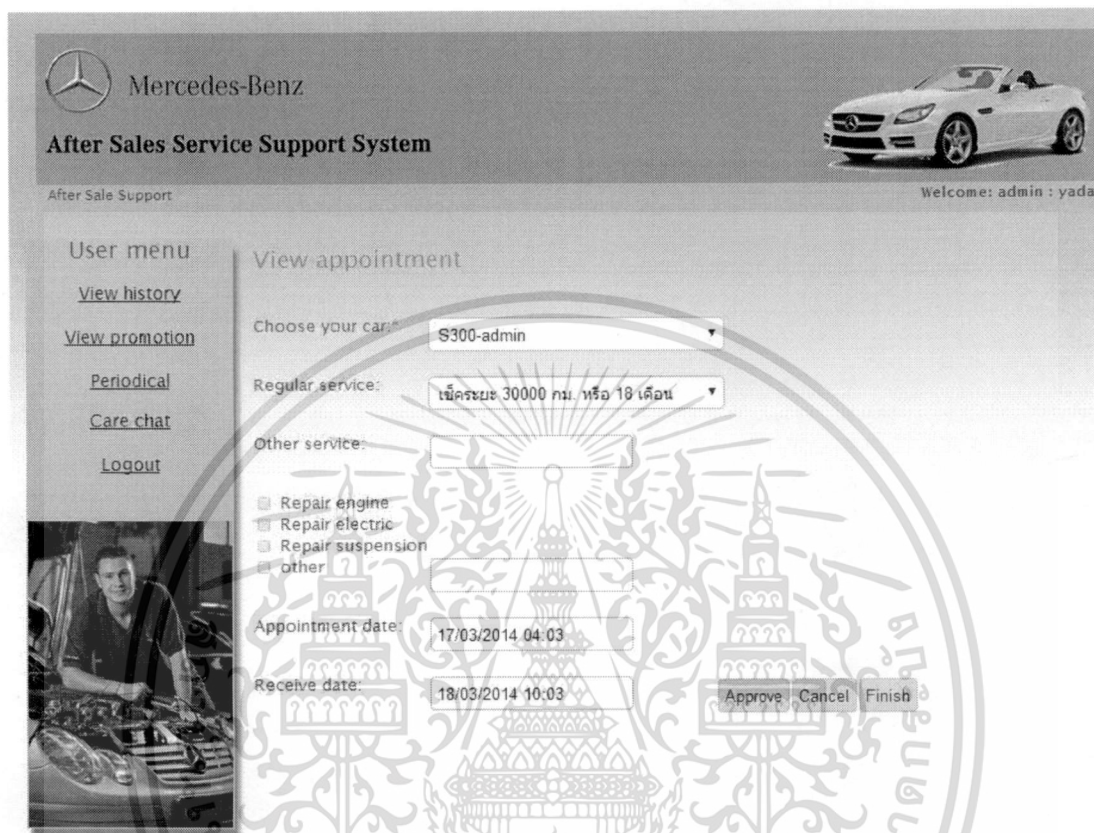 Mercedes-Benz
After Sales Service Support System
After Sale Support
Welcome: admin : yada
User menu
View history
View promotion
Periodical
Care chat
Logout
View appointment
Choose your car:*
S300-admin
Regular service:
เช็คระยะ 30000 กม. หรือ 18 เดือน
Other service:
Repair engine
Repair electric
Repair suspension
other
Appointment date:
17/03/2014 04:03
Receive date:
18/03/2014 10:03
Approve Cancel Finish